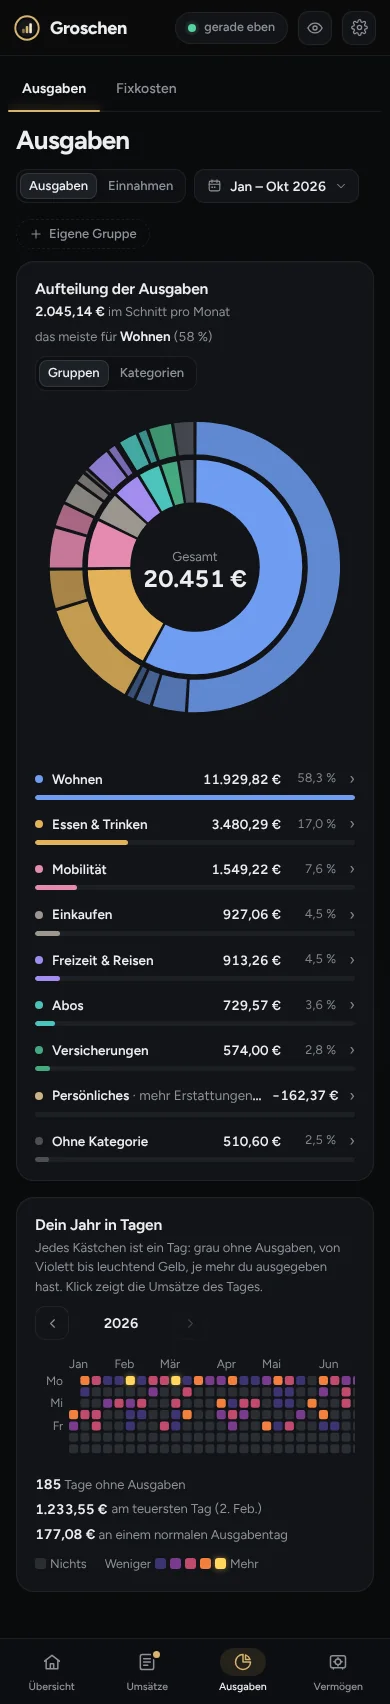 Groschen
gerade eben
Ausgaben
Fixkosten
Ausgaben
Ausgaben
Einnahmen
Jan – Okt 2026
+ Eigene Gruppe
Aufteilung der Ausgaben
2.045,14 € im Schnitt pro Monat
das meiste für Wohnen (58 %)
Gruppen
Kategorien
Gesamt
20.451 €
Wohnen 11.929,82 € 58,3 % ›
Essen & Trinken 3.480,29 € 17,0 % ›
Mobilität 1.549,22 € 7,6 % ›
Einkaufen 927,06 € 4,5 % ›
Freizeit & Reisen 913,26 € 4,5 % ›
Abos 729,57 € 3,6 % ›
Versicherungen 574,00 € 2,8 % ›
Persönliches · mehr Erstattungen... −162,37 € ›
Ohne Kategorie 510,60 € 2,5 % ›
Dein Jahr in Tagen
Jedes Kästchen ist ein Tag: grau ohne Ausgaben, von
Violett bis leuchtend Gelb, je mehr du ausgegeben
hast. Klick zeigt die Umsätze des Tages.
2026
Jan Feb Mär Apr Mai Jun
Mo
Mi
Fr
185 Tage ohne Ausgaben
1.233,55 € am teuersten Tag (2. Feb.)
177,08 € an einem normalen Ausgabentag
Nichts Weniger Mehr
Übersicht
Umsätze
Ausgaben
Vermögen